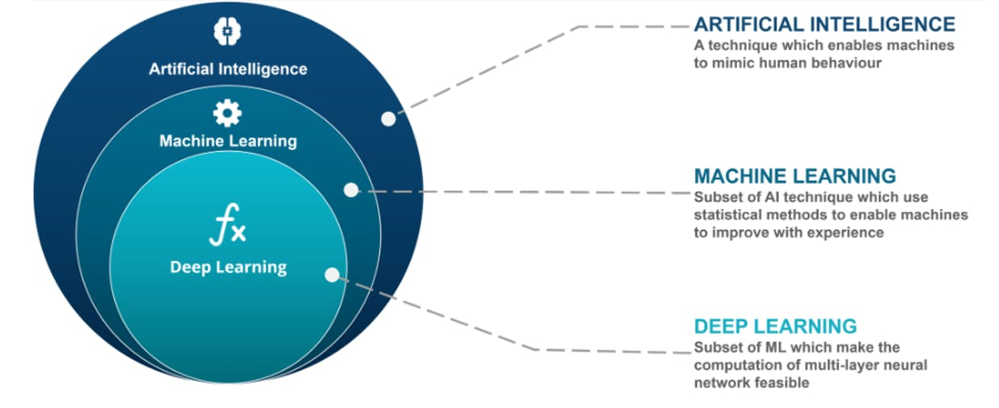 Artificial Intelligence
Machine Learning
fx
Deep Learning
ARTIFICIAL INTELLIGENCE
A technique which enables machines
to mimic human behaviour
MACHINE LEARNING
Subset of AI technique which use
statistical methods to enable machines
to improve with experience
DEEP LEARNING
Subset of ML which make the
computation of multi-layer neural
network feasible